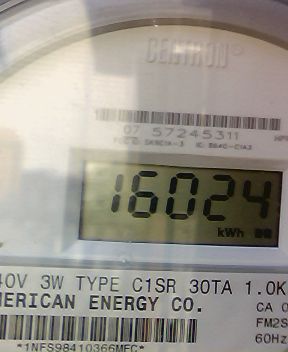 CENTRON®
07 57245311
16024
kWh
40V 3W TYPE C1SR 30TA 1.0K
MERICAN ENERGY CO.
CA 0
FM2S
60Hz
*1NFS98410366MFC*